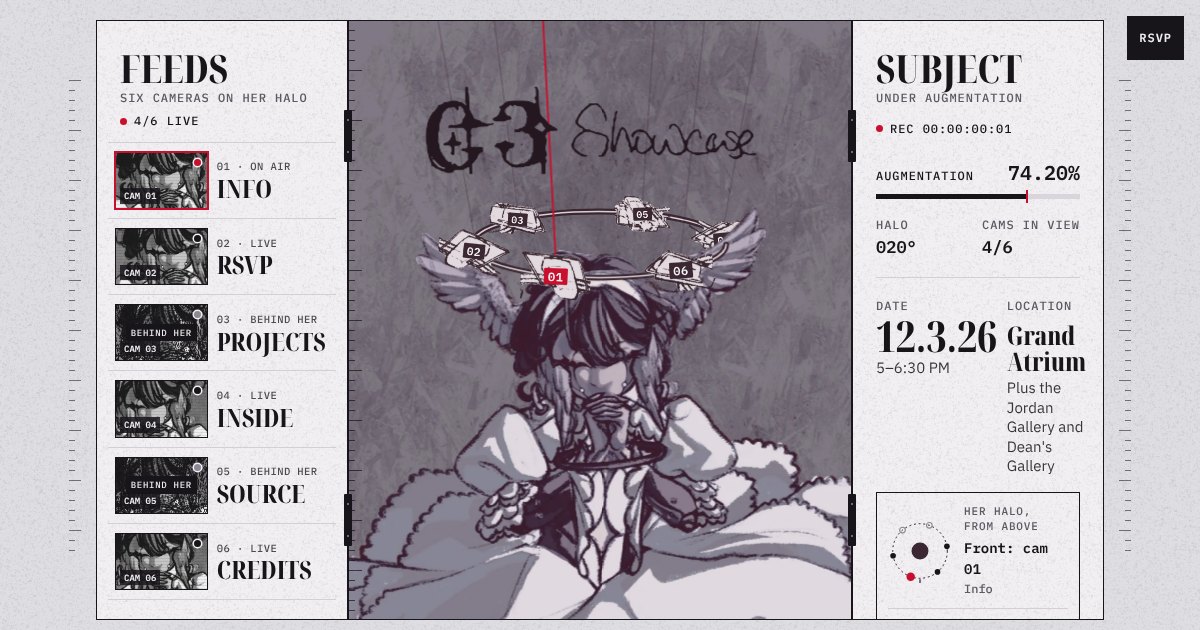 RSVP
FEEDS
SIX CAMERAS ON HER HALO
4/6 LIVE
CAM 01
01 · ON AIR
INFO
CAM 02
02 · LIVE
RSVP
BEHIND HER
CAM 03
03 · BEHIND HER
PROJECTS
CAM 04
04 · LIVE
INSIDE
BEHIND HER
CAM 05
05 · BEHIND HER
SOURCE
CAM 06
06 · LIVE
CREDITS
C3 Showcase
03
05
02
01
06
SUBJECT
UNDER AUGMENTATION
REC 00:00:00:01
AUGMENTATION 74.20%
HALO
020°
CAMS IN VIEW
4/6
DATE
12.3.26
5–6:30 PM
LOCATION
Grand
Atrium
Plus the
Jordan
Gallery and
Dean's
Gallery
HER HALO,
FROM ABOVE
Front: cam
01
Info